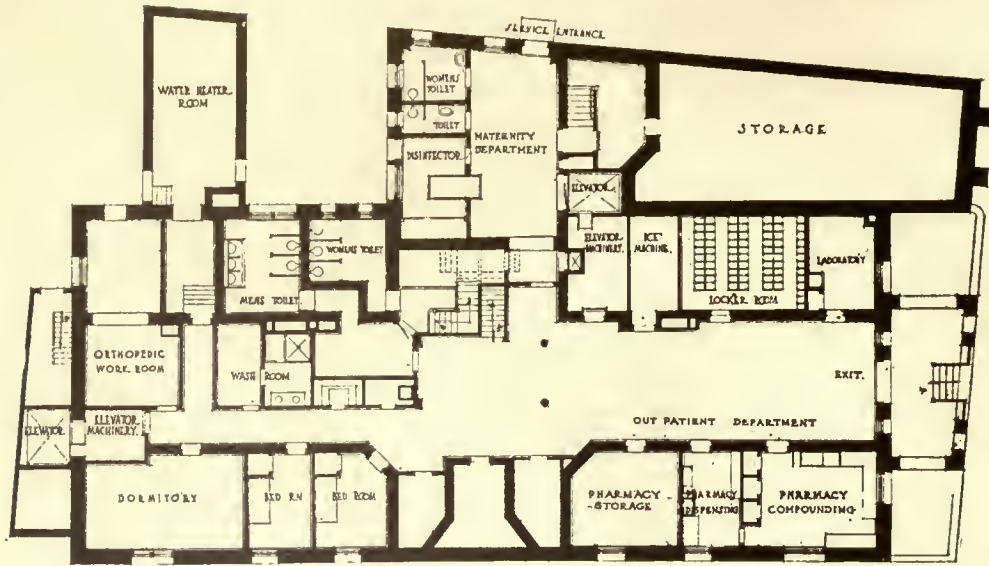 SERVICE ENTRANCE
WATER HEATER
ROOM
WOMENS
TOILET
TOILET
MATERNITY
DEPARTMENT
DISINFECTOR
STORAGE
ELEVATOR
ELEVATOR
MACHINERY
ICE
MACHINE
LOCKER ROOM
LABORATORY
WOMENS TOILET
MENS TOILET
ORTHOPEDIC
WORK ROOM
WASH ROOM
EXIT.
OUT PATIENT DEPARTMENT
ELEVATOR
ELEVATOR
MACHINERY.
DORMITORY
BED RM
BED ROOM
PHARMACY
STORAGE
PHARMACY
DISPENSING
PHARMACY
COMPOUNDING